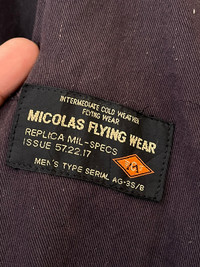 INTERMEDIATE COLD WEATHER
FLYING WEAR
MICOLAS FLYING WEAR
REPLICA MIL-SPECS
ISSUE 57.22.17
MEN'S TYPE SERIAL AG-3S/B